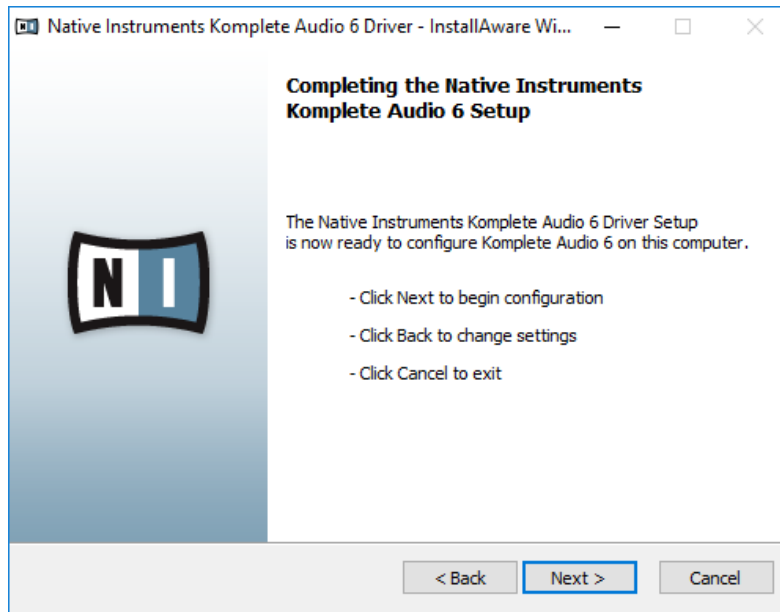 Native Instruments Komplete Audio 6 Driver - InstallAware Wi...
Completing the Native Instruments
Komplete Audio 6 Setup
The Native Instruments Komplete Audio 6 Driver Setup
is now ready to configure Komplete Audio 6 on this computer.
- Click Next to begin configuration
- Click Back to change settings
- Click Cancel to exit
N I
< Back
Next >
Cancel